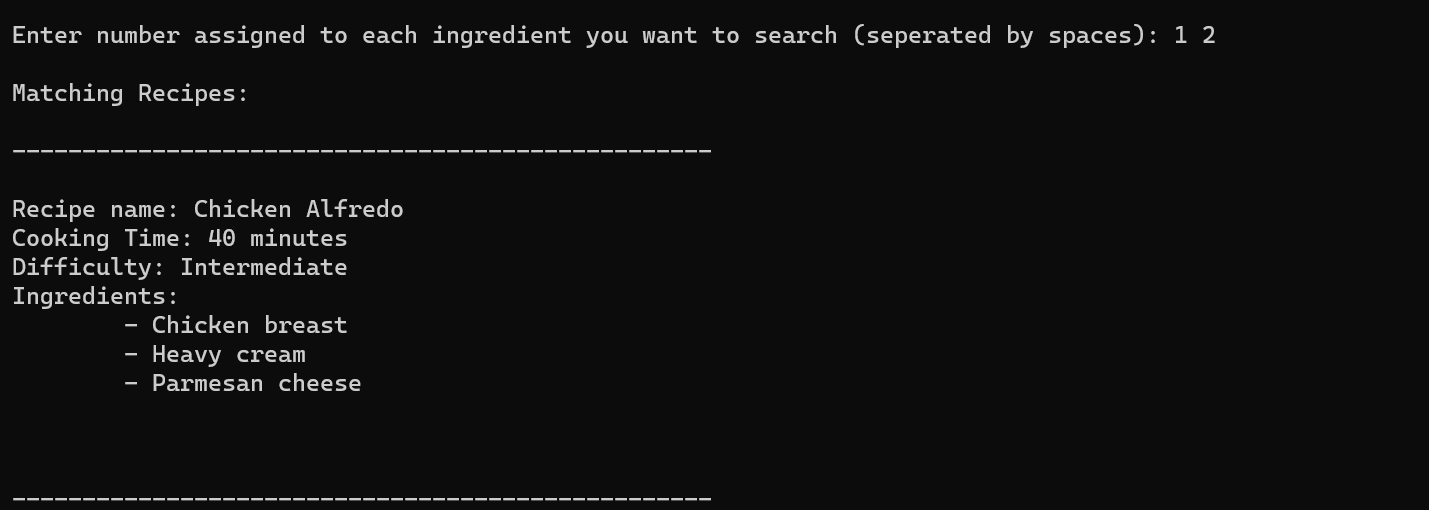 Enter number assigned to each ingredient you want to search (seperated by spaces): 1 2
Matching Recipes:
--------------------------------------------------
Recipe name: Chicken Alfredo
Cooking Time: 40 minutes
Difficulty: Intermediate
Ingredients:
- Chicken breast
- Heavy cream
- Parmesan cheese
--------------------------------------------------